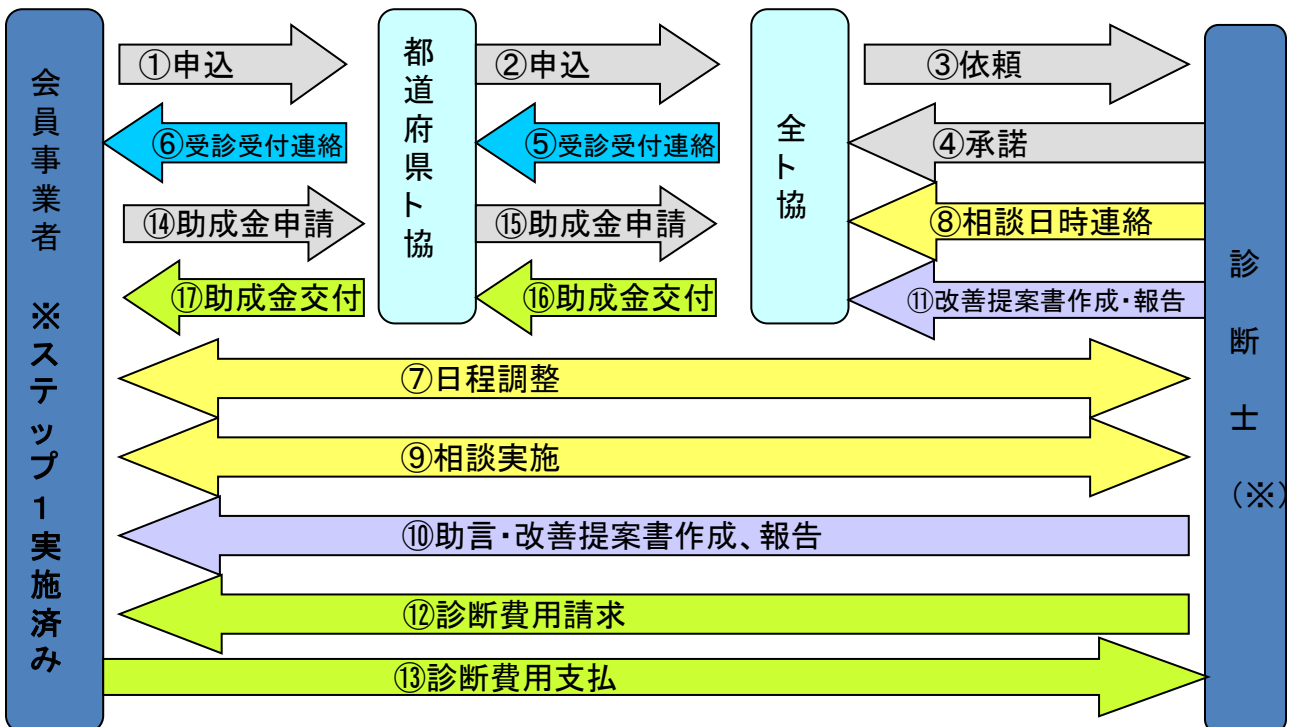 会員事業者 ※ステップ1実施済み
都道府県ト協
全ト協
診断士(※)
①申込
②申込
③依頼
⑥受診受付連絡
⑤受診受付連絡
④承諾
⑭助成金申請
⑮助成金申請
⑧相談日時連絡
⑰助成金交付
⑯助成金交付
⑪改善提案書作成・報告
⑦日程調整
⑨相談実施
⑩助言・改善提案書作成、報告
⑫診断費用請求
⑬診断費用支払